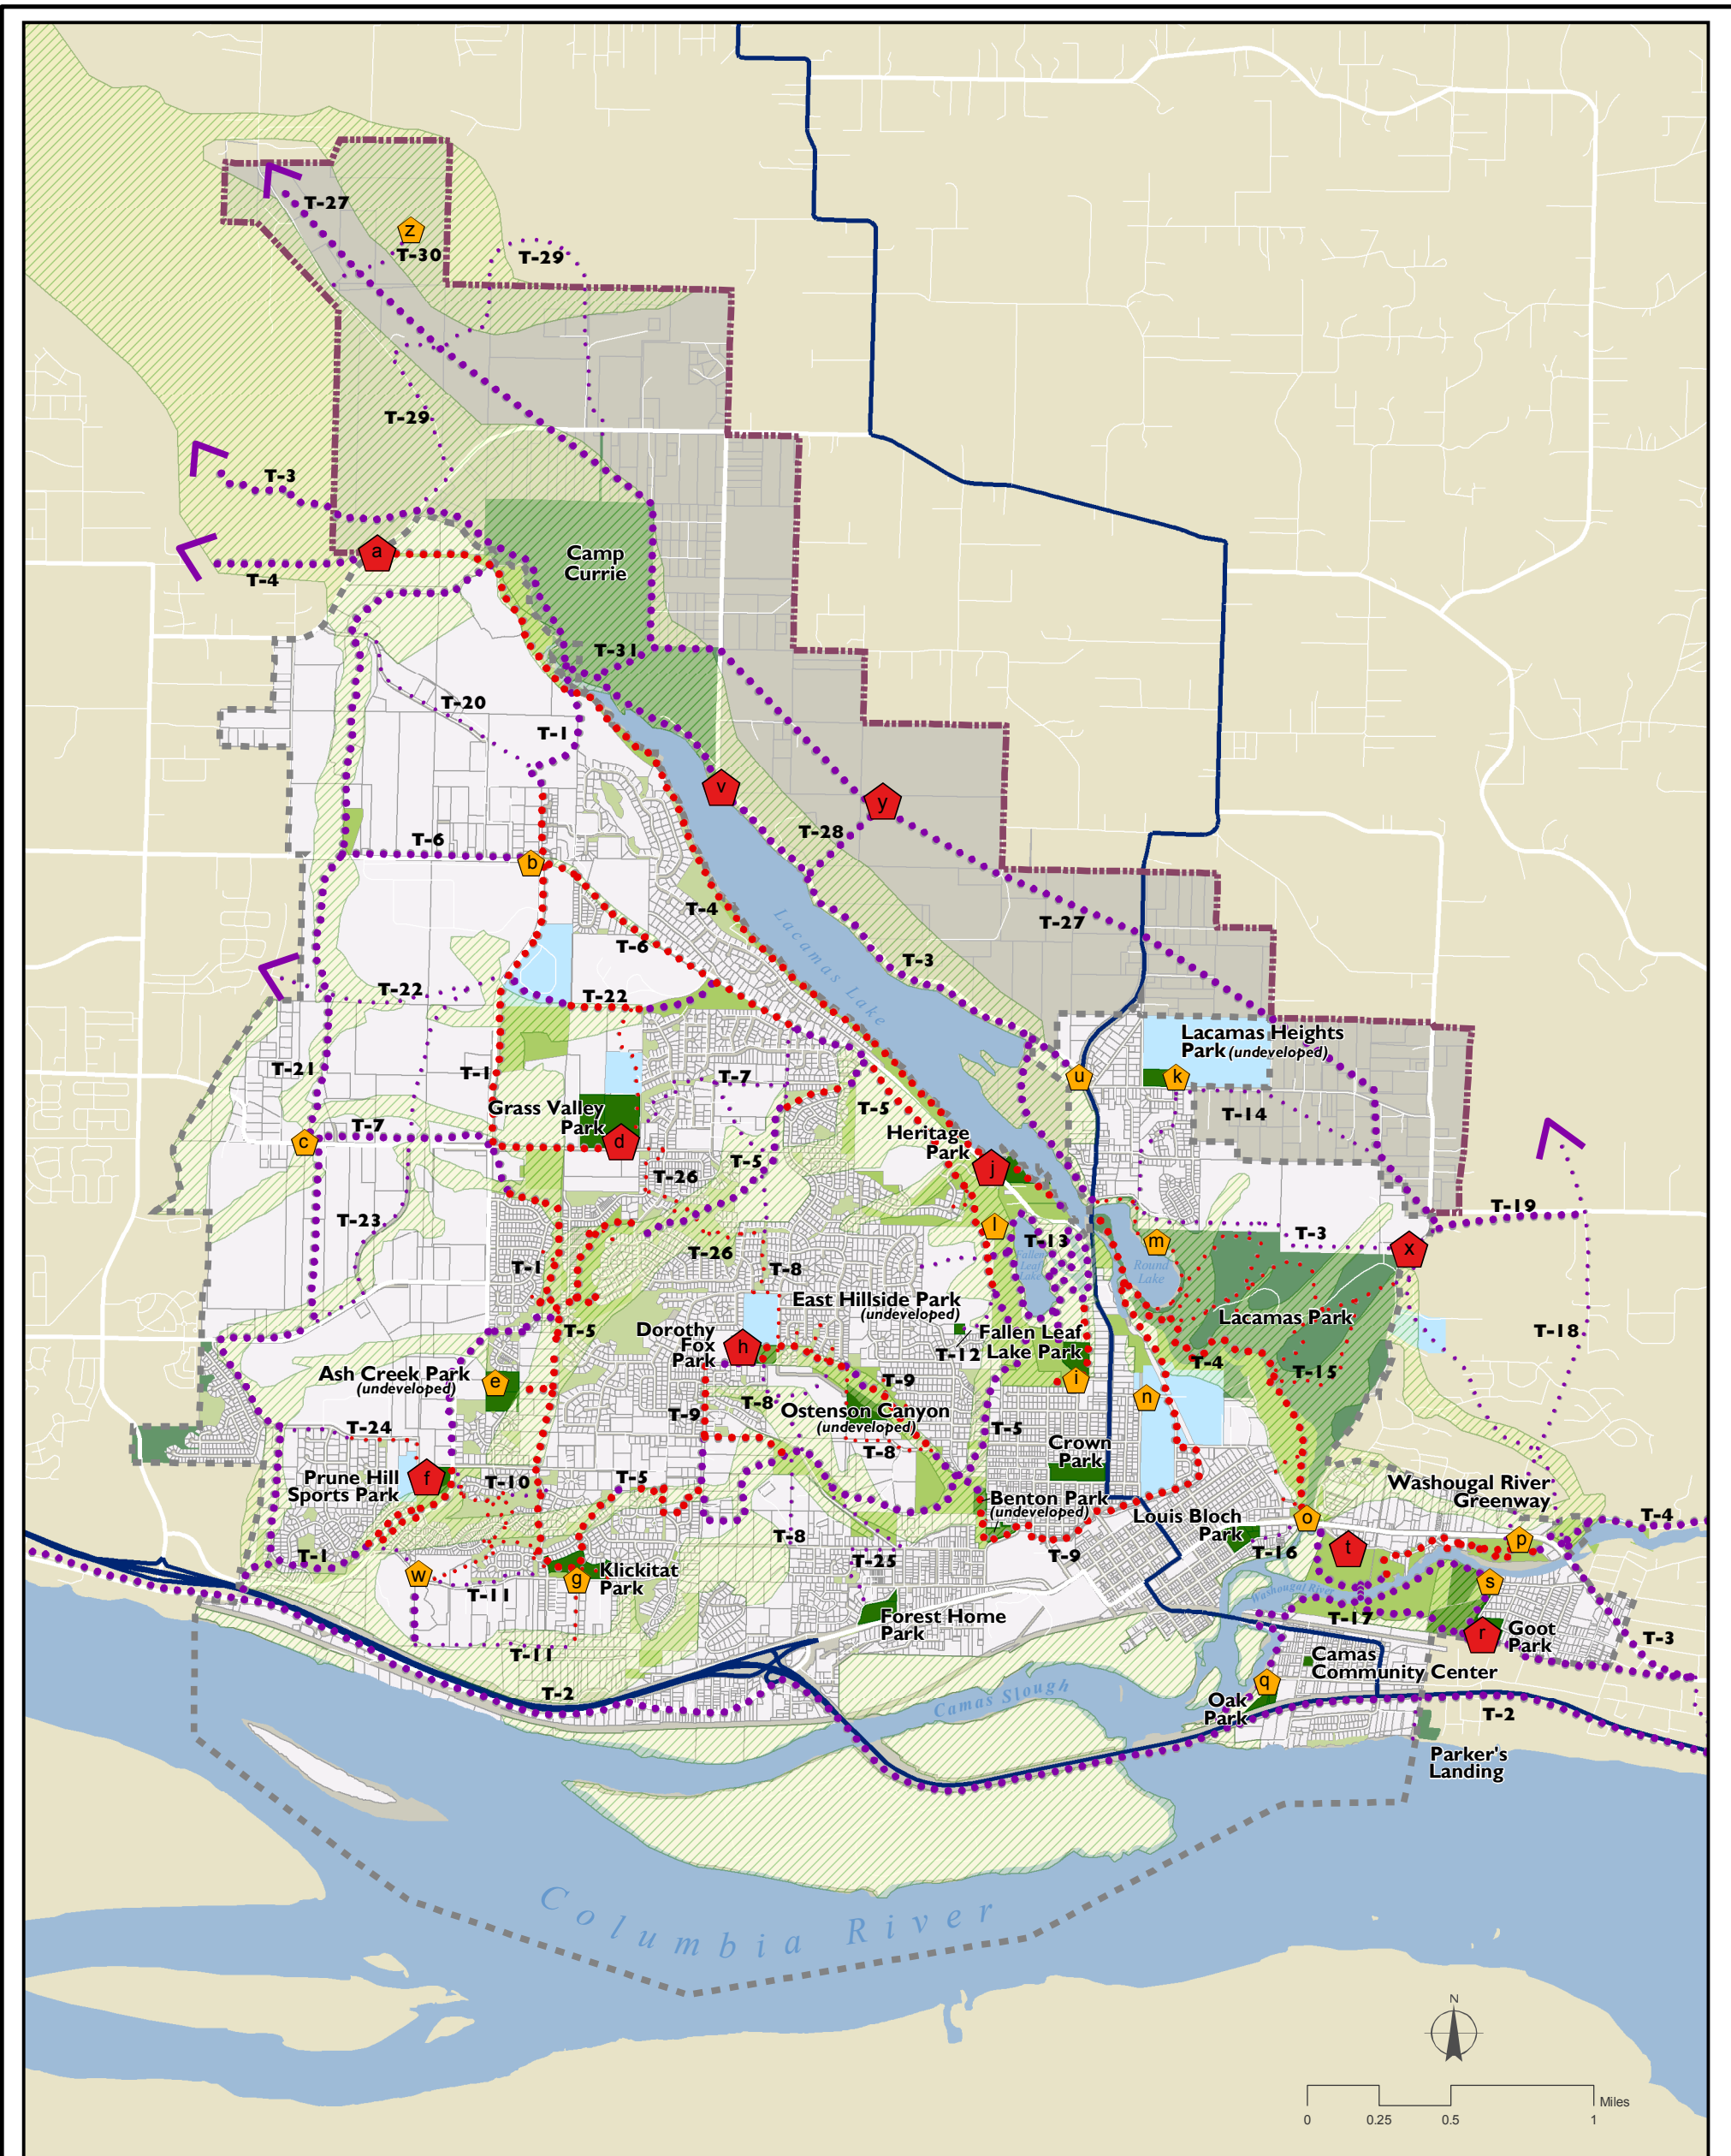 T-27
z
T-30
T-29
T-29
T-3
a
Camp
Currie
T-4
T-31
T-20
T-1
v
y
T-28
T-6
b
T-4
T-27
T-6
T-3
Lacamas Lake
T-22
T-22
Lacamas Heights
Park (undeveloped)
T-21
T-1
T-7
u
k
Grass Valley
Park
T-5
T-14
T-7
c
d
Heritage
Park
T-5
j
T-26
T-19
T-23
l
T-3
T-13
m
x
T-26
Fallen
Leaf
Lake
Round
Lake
T-1
T-8
East Hillside Park
(undeveloped)
Lacamas Park
T-5
Dorothy
Fox
Park
h
Fallen Leaf
Lake Park
T-12
T-18
T-4
T-15
Ash Creek Park
(undeveloped)
e
T-9
i
n
T-8
Ostenson Canyon
(undeveloped)
T-9
T-24
T-5
T-8
Crown
Park
Prune Hill
Sports Park
f
T-10
T-5
Washougal River
Greenway
Benton Park
(undeveloped)
Louis Bloch
Park
o
T-4
T-8
T-9
T-16
t
p
T-1
T-25
w
g
Klickitat
Park
s
T-11
Washougal River
T-17
Forest Home
Park
r
Goot
Park
T-3
T-11
Camas
Community Center
q
T-2
Camas Slough
Oak
Park
T-2
Parker's
Landing
Columbia River
N
Miles
0
0.25
0.5
1